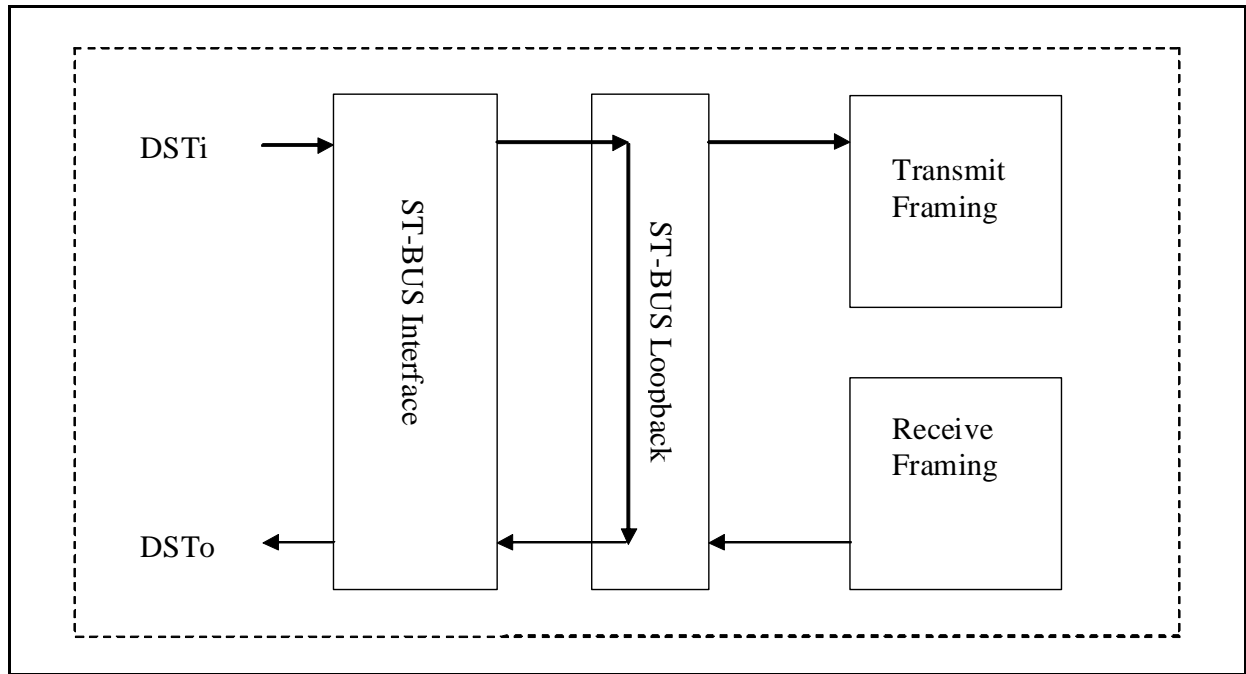 DSTi
ST-BUS Interface
ST-BUS Loopback
Transmit
Framing
Receive
Framing
DSTo